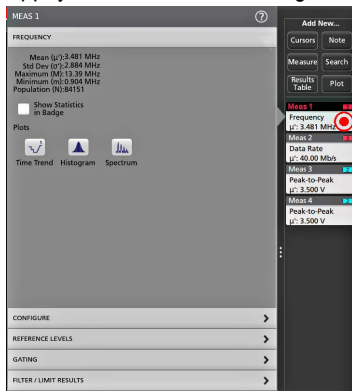 MEAS 1
?
FREQUENCY
Mean (µ'):3.481 MHz
Std Dev (σ'):2.884 MHz
Maximum (M):13.39 MHz
Minimum (m):0.904 MHz
Population (N):84151
Show Statistics
in Badge
Plots
Time Trend Histogram Spectrum
CONFIGURE
REFERENCE LEVELS
GATING
FILTER / LIMIT RESULTS
Add New...
Cursors Note
Measure Search
Results
Table
Plot
Meas 1
Frequency
µ': 3.481 MHz
Meas 2
Data Rate
µ': 40.00 Mb/s
Meas 3
Peak-to-Peak
µ': 3.500 V
Meas 4
Peak-to-Peak
µ': 3.500 V